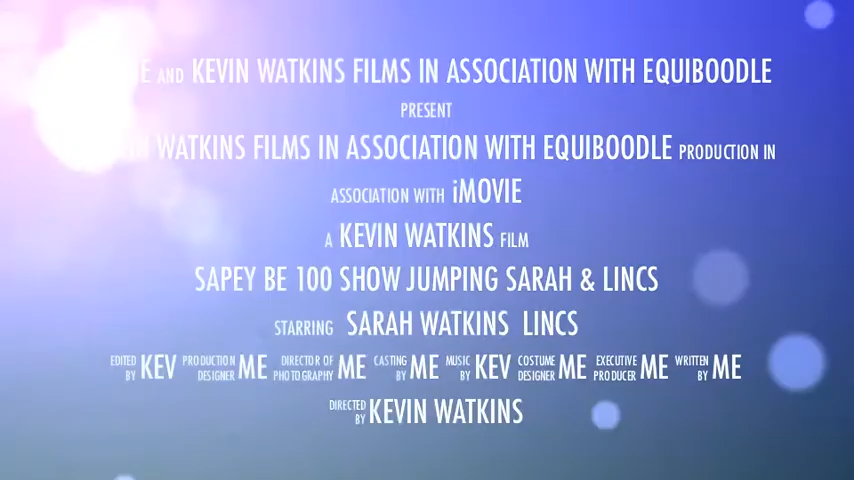 AND KEVIN WATKINS FILMS IN ASSOCIATION WITH EQUIBOODLE
PRESENT
WATKINS FILMS IN ASSOCIATION WITH EQUIBOODLE PRODUCTION IN
ASSOCIATION WITH iMOVIE
A KEVIN WATKINS FILM
SAPEY BE 100 SHOW JUMPING SARAH & LINCS
STARRING SARAH WATKINS LINCS
EDITED BY KEV PRODUCTION DESIGNER ME DIRECTOR OF PHOTOGRAPHY ME CASTING BY ME MUSIC BY KEV COSTUME DESIGNER ME EXECUTIVE PRODUCER ME WRITTEN BY ME
DIRECTED BY KEVIN WATKINS